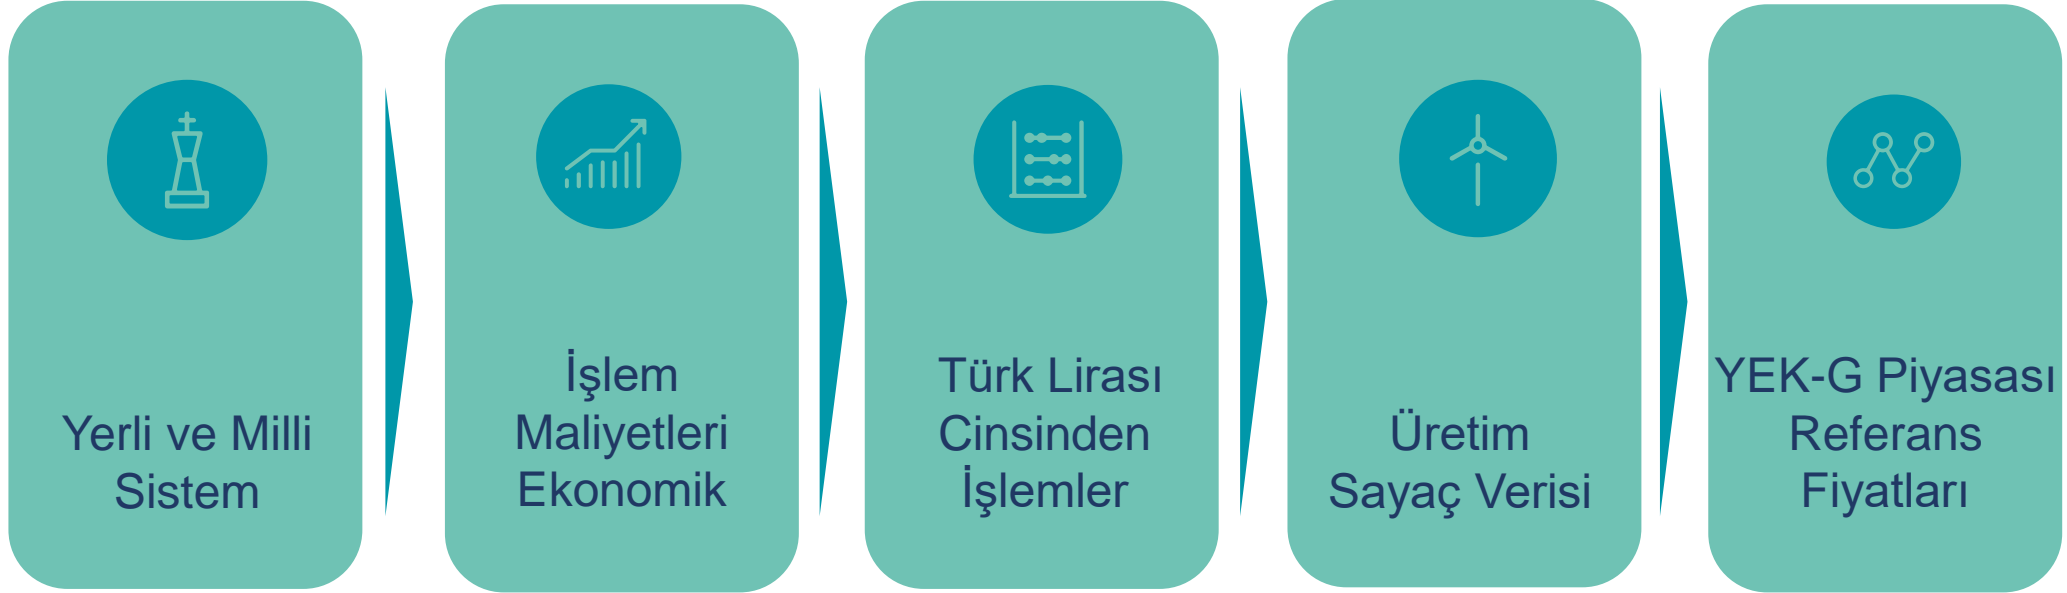 Yerli ve Milli
Sistem
İşlem
Maliyetleri
Ekonomik
Türk Lirası
Cinsinden
İşlemler
Üretim
Sayaç Verisi
YEK-G Piyasası
Referans
Fiyatları